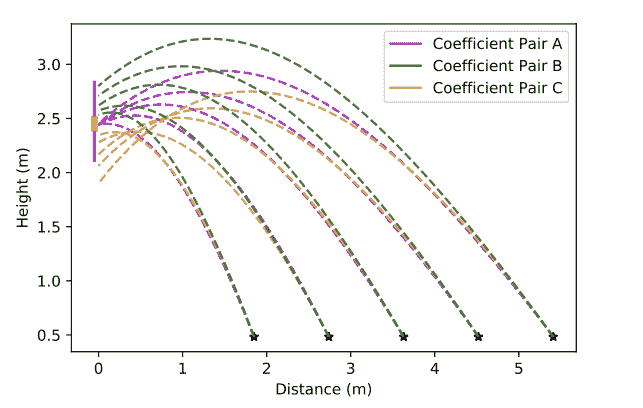 Coefficient Pair A
Coefficient Pair B
Coefficient Pair C
Height (m)
3.0
2.5
2.0
1.5
1.0
0.5
0 1 2 3 4 5
Distance (m)